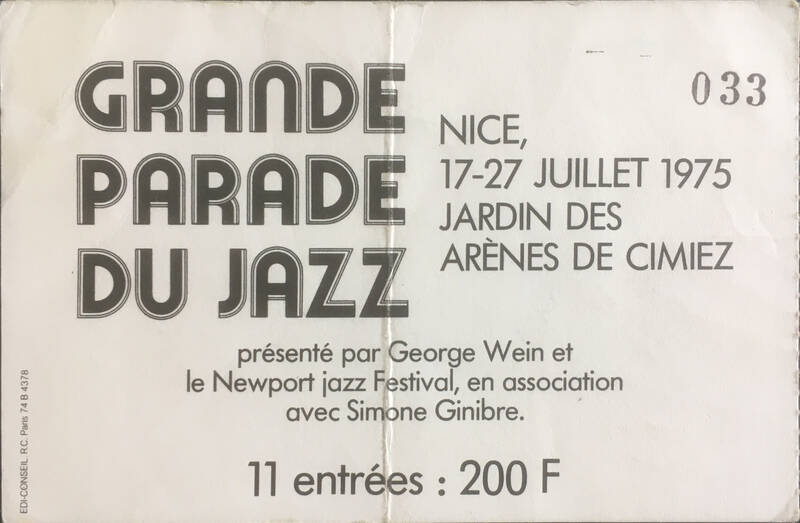 GRANDE
PARADE
DU JAZZ
033
NICE,
17-27 JUILLET 1975
JARDIN DES
ARÈNES DE CIMIEZ
présenté par George Wein et
le Newport jazz Festival, en association
avec Simone Ginibre.
11 entrées : 200 F
EDI-CONSEIL. R.C. Paris 74 B 4378